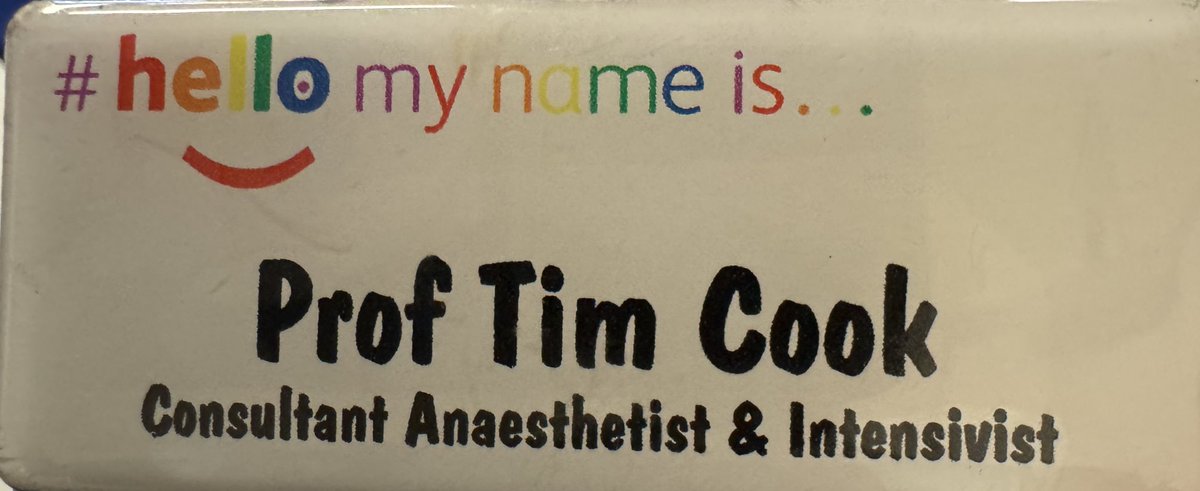 #hello my name is...
Prof Tim Cook
Consultant Anaesthetist & Intensivist